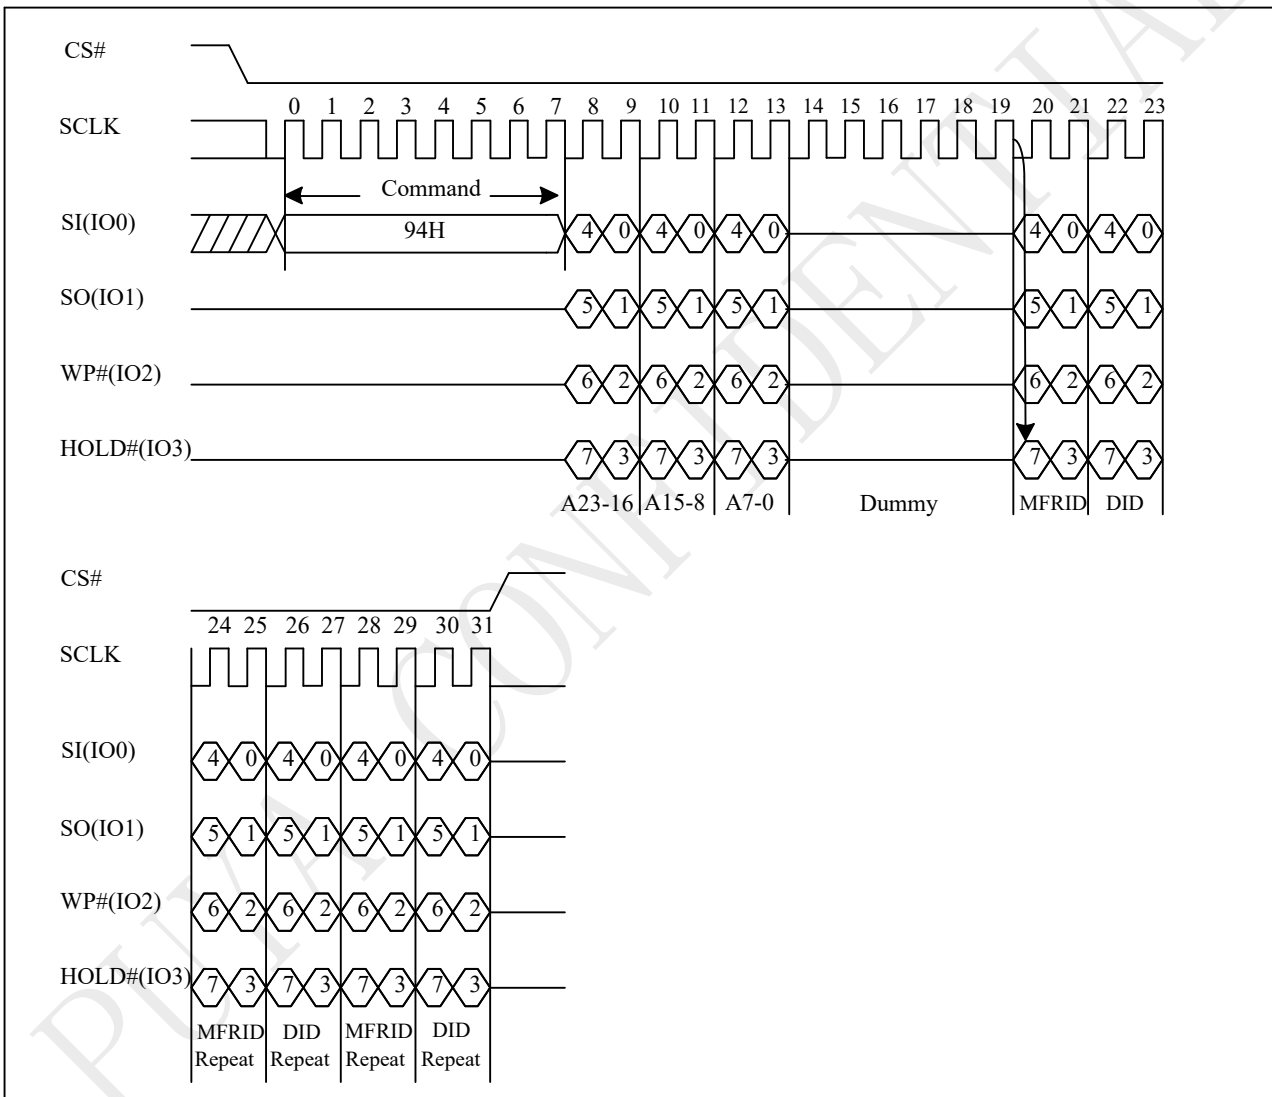 CS#
0 1 2 3 4 5 6 7 8 9 10 11 12 13 14 15 16 17 18 19 20 21 22 23
SCLK
Command
SI(IO0) 94H 4 0 4 0 4 0 4 0 4 0
SO(IO1) 5 1 5 1 5 1 5 1 5 1
WP#(IO2) 6 2 6 2 6 2 6 2 6 2
HOLD#(IO3) 7 3 7 3 7 3 7 3 7 3
A23-16 A15-8 A7-0 Dummy MFRID DID
CS#
24 25 26 27 28 29 30 31
SCLK
SI(IO0) 4 0 4 0 4 0 4 0
SO(IO1) 5 1 5 1 5 1 5 1
WP#(IO2) 6 2 6 2 6 2 6 2
HOLD#(IO3) 7 3 7 3 7 3 7 3
MFRID DID MFRID DID
Repeat Repeat Repeat Repeat
PUYA CONFIDENTIAL